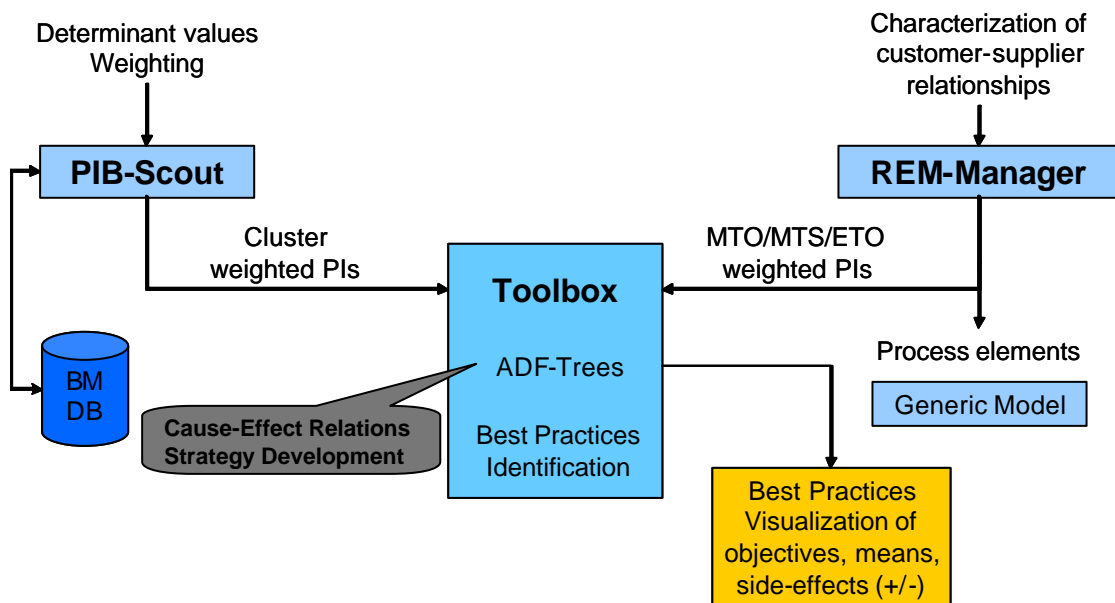 Determinant values
Weighting
Characterization of
customer-supplier
relationships
PIB-Scout
REM-Manager
Cluster
weighted PIs
MTO/MTS/ETO
weighted PIs
Toolbox
ADF-Trees
Best Practices
Identification
BM
DB
Cause-Effect Relations
Strategy Development
Process elements
Generic Model
Best Practices
Visualization of
objectives, means,
side-effects (+/-)